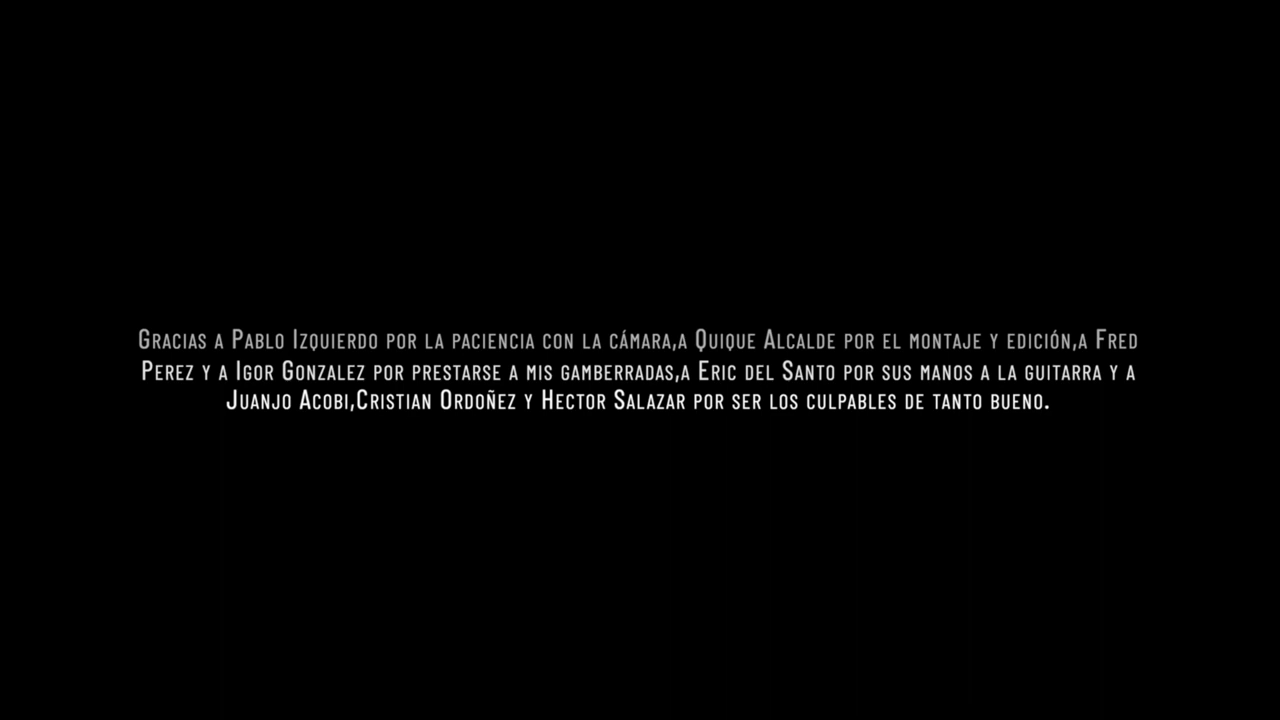 Gracias a Pablo Izquierdo por la paciencia con la cámara,a Quique Alcalde por el montaje y edición,a Fred
Perez y a Igor Gonzalez por prestarse a mis gamberradas,a Eric del Santo por sus manos a la guitarra y a
Juanjo Acobi,Cristian Ordoñez y Hector Salazar por ser los culpables de tanto bueno.